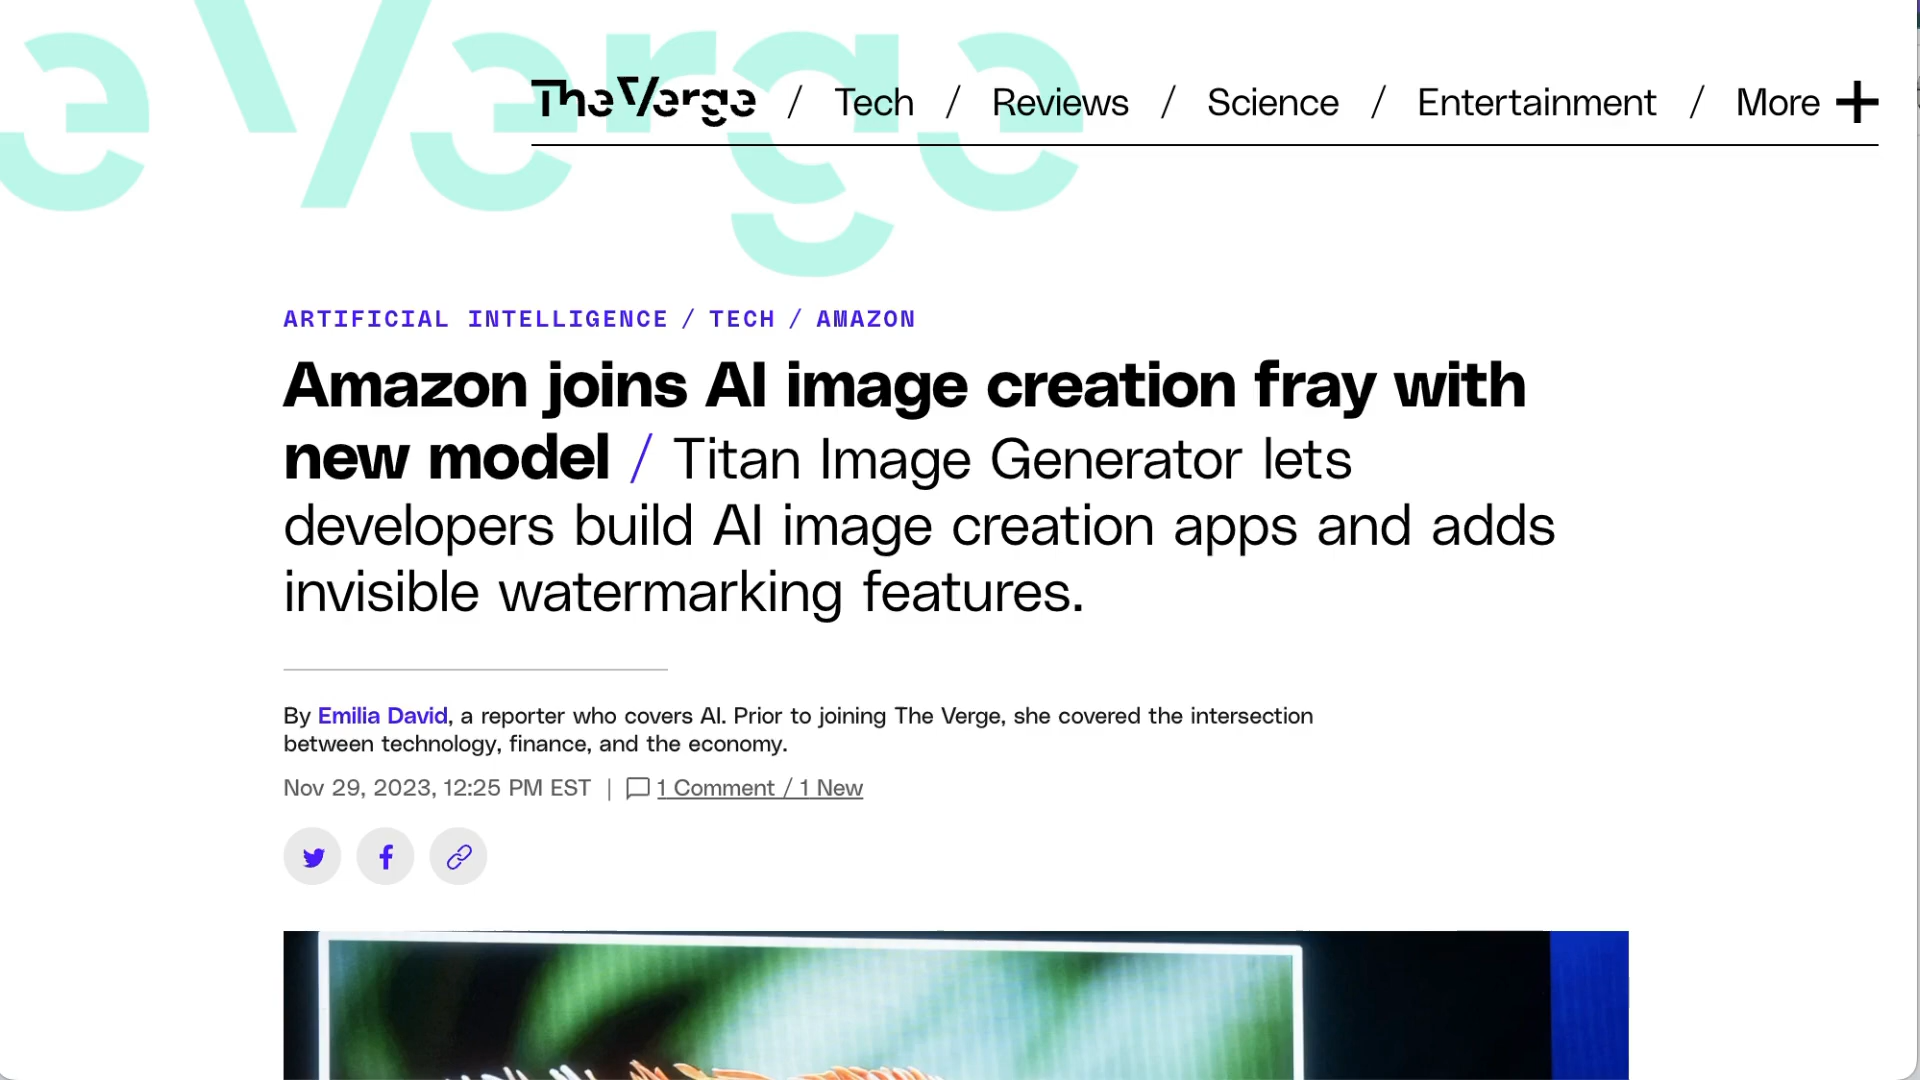 e Verge
The Verge / Tech / Reviews / Science / Entertainment / More +
ARTIFICIAL INTELLIGENCE / TECH / AMAZON
Amazon joins AI image creation fray with
new model / Titan Image Generator lets
developers build AI image creation apps and adds
invisible watermarking features.
By Emilia David, a reporter who covers AI. Prior to joining The Verge, she covered the intersection
between technology, finance, and the economy.
Nov 29, 2023, 12:25 PM EST | 1 Comment / 1 New